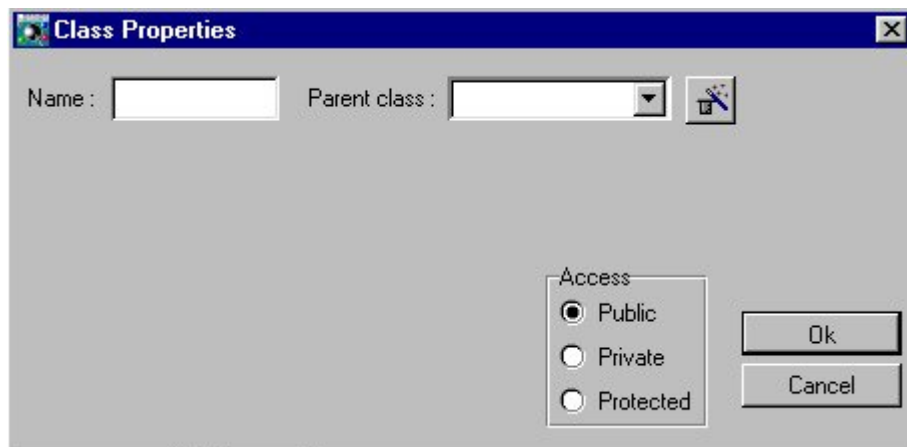 Class Properties
Name :
Parent class :
Access
Public
Private
Protected
Ok
Cancel